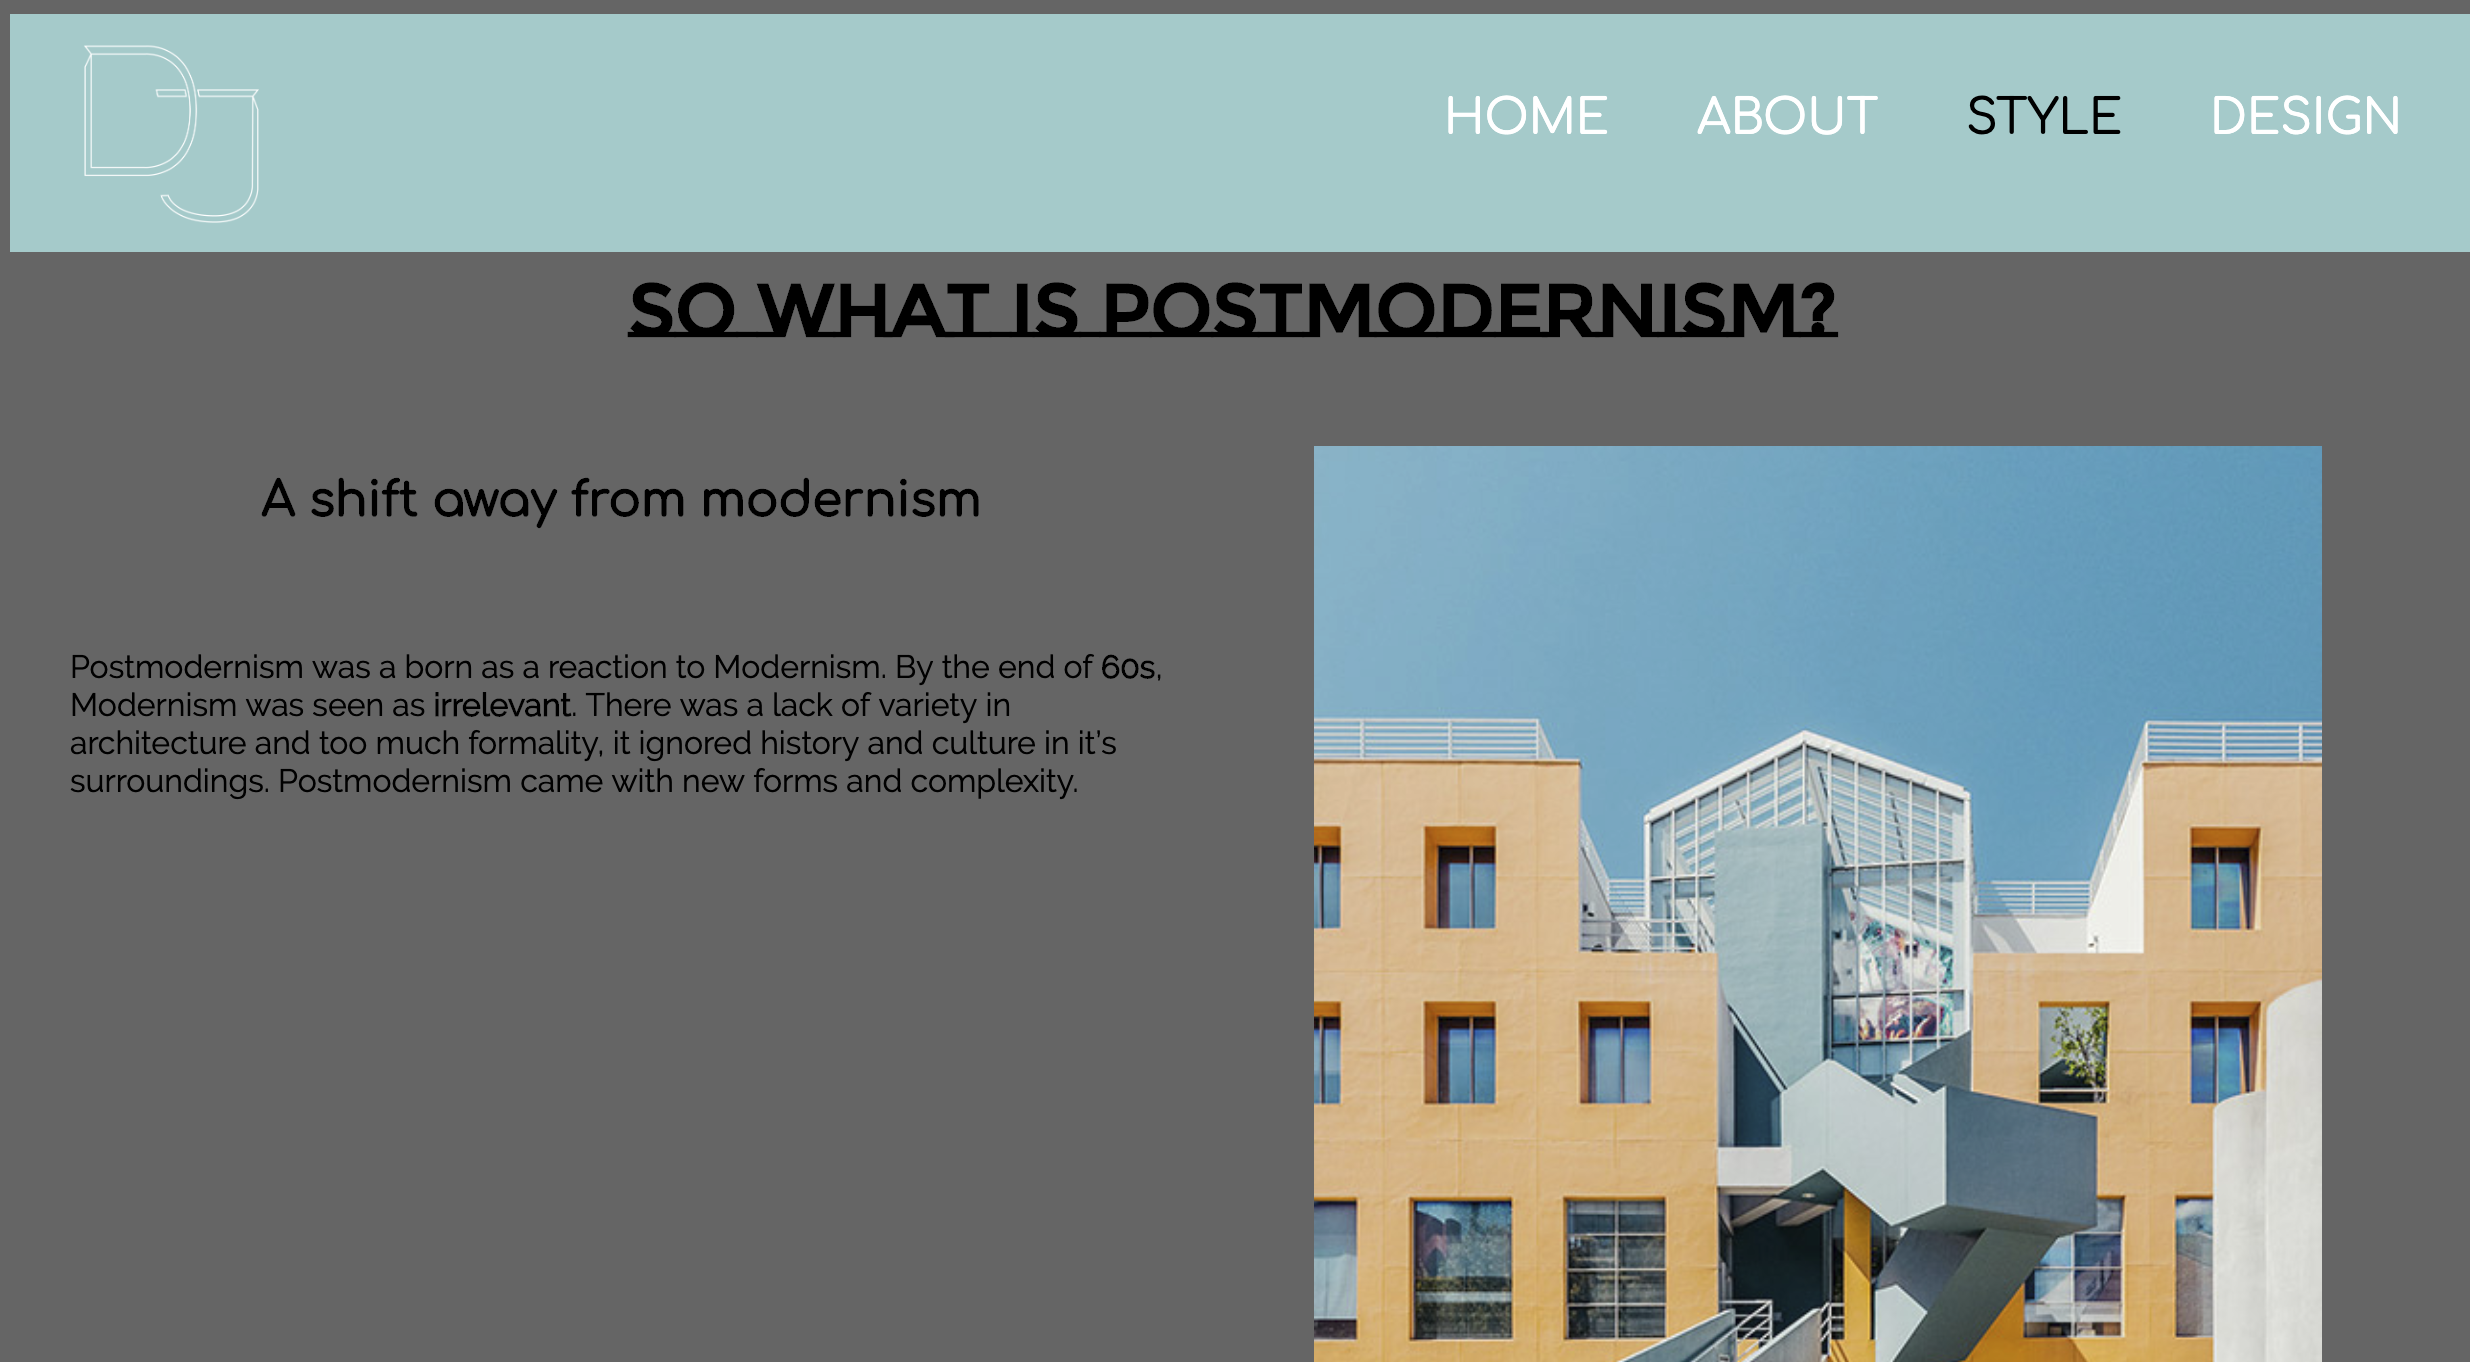 DJ
HOME ABOUT STYLE DESIGN
SO WHAT IS POSTMODERNISM?
A shift away from modernism
Postmodernism was a born as a reaction to Modernism. By the end of 60s,
Modernism was seen as irrelevant. There was a lack of variety in
architecture and too much formality, it ignored history and culture in it's
surroundings. Postmodernism came with new forms and complexity.